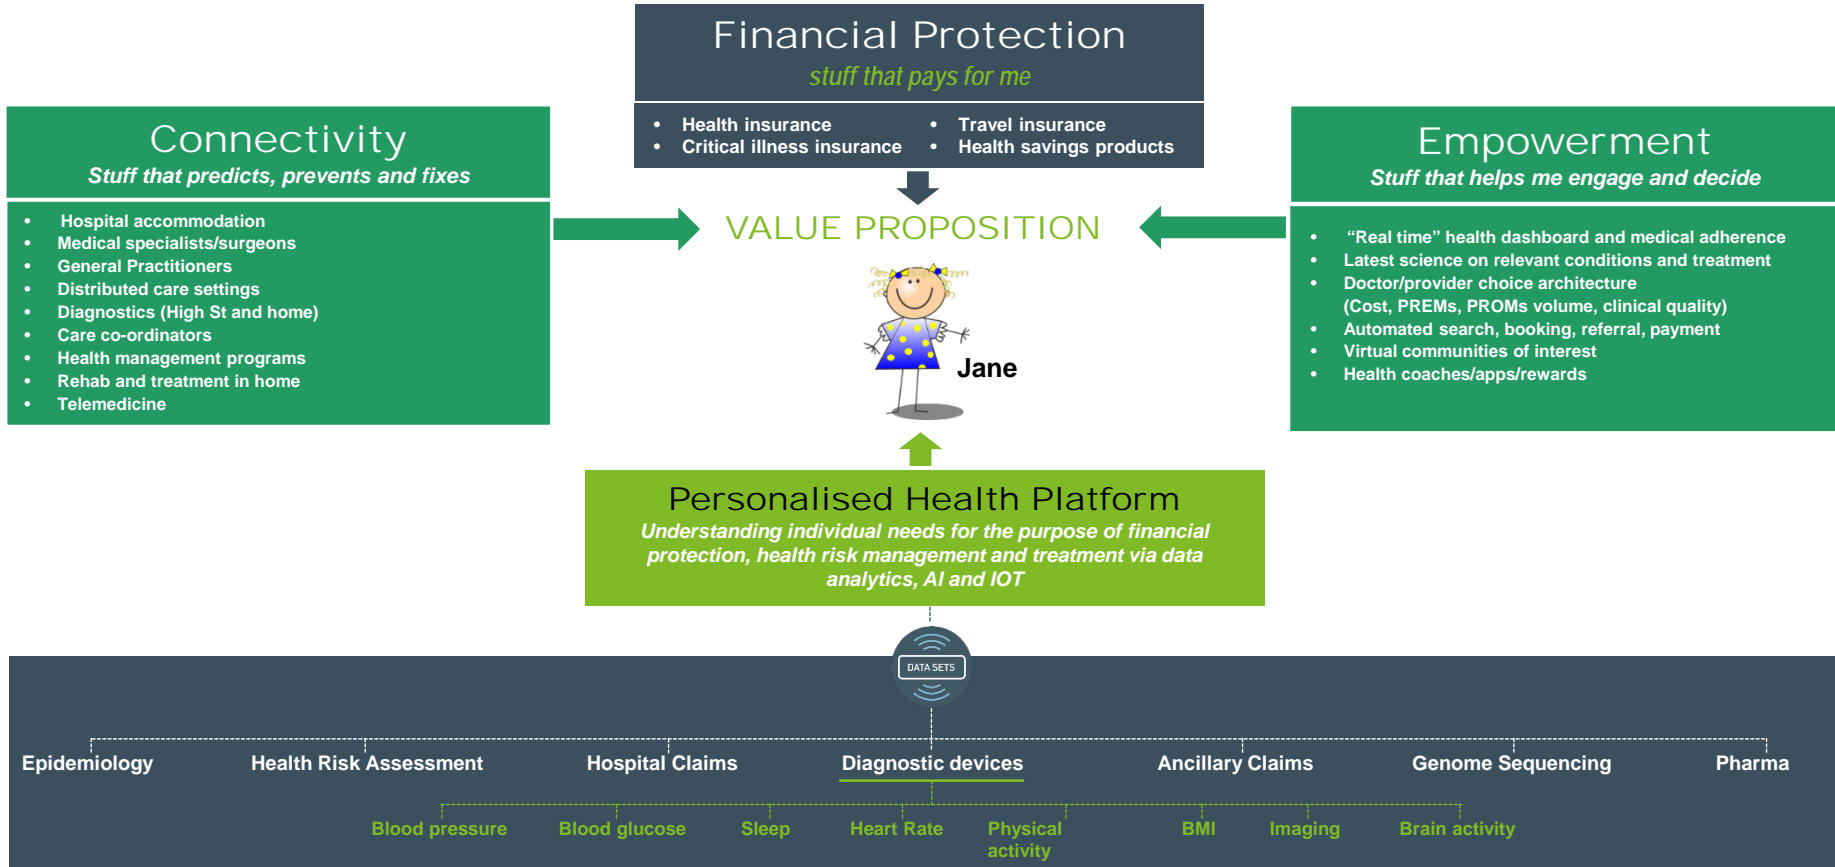 Financial Protection
stuff that pays for me
• Health insurance
• Critical illness insurance
• Travel insurance
• Health savings products
Connectivity
Stuff that predicts, prevents and fixes
• Hospital accommodation
• Medical specialists/surgeons
• General Practitioners
• Distributed care settings
• Diagnostics (High St and home)
• Care co-ordinators
• Health management programs
• Rehab and treatment in home
• Telemedicine
VALUE PROPOSITION
Jane
Empowerment
Stuff that helps me engage and decide
• “Real time” health dashboard and medical adherence
• Latest science on relevant conditions and treatment
• Doctor/provider choice architecture
(Cost, PREMs, PROMs volume, clinical quality)
• Automated search, booking, referral, payment
• Virtual communities of interest
• Health coaches/apps/rewards
Personalised Health Platform
Understanding individual needs for the purpose of financial
protection, health risk management and treatment via data
analytics, AI and IOT
DATA SETS
Epidemiology
Health Risk Assessment
Hospital Claims
Diagnostic devices
Ancillary Claims
Genome Sequencing
Pharma
Blood pressure
Blood glucose
Sleep
Heart Rate
Physical
activity
BMI
Imaging
Brain activity